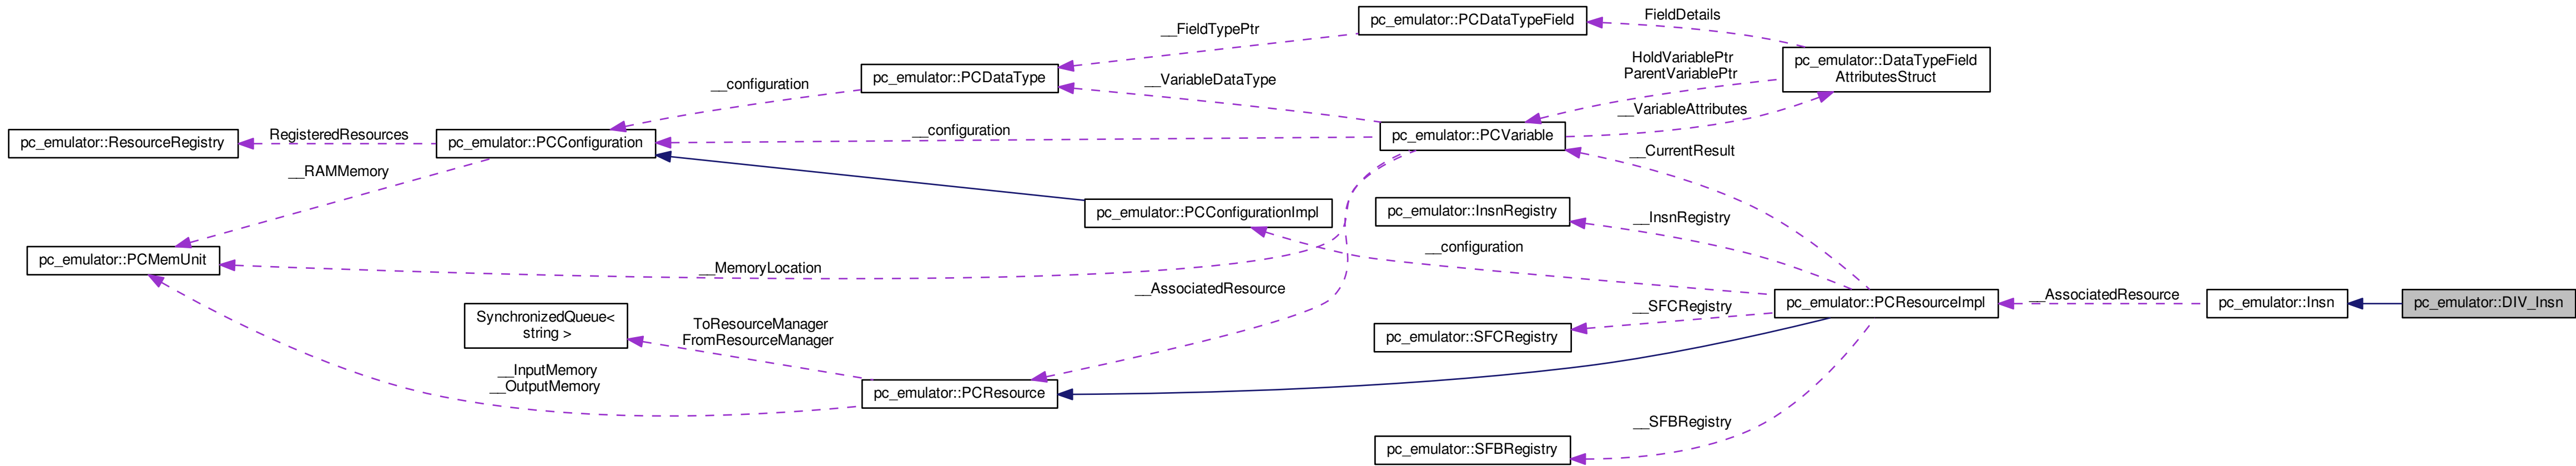 pc_emulator::PCDataTypeField
FieldDetails
__FieldTypePtr
HoldVariablePtr
ParentVariablePtr
pc_emulator::DataTypeField
AttributesStruct
pc_emulator::PCDataType
__VariableDataType
__configuration
__VariableAttributes
pc_emulator::ResourceRegistry
RegisteredResources
pc_emulator::PCConfiguration
__configuration
pc_emulator::PCVariable
__CurrentResult
__RAMMemory
pc_emulator::PCConfigurationImpl
pc_emulator::InsnRegistry
__InsnRegistry
__configuration
pc_emulator::PCMemUnit
__MemoryLocation
__AssociatedResource
pc_emulator::PCResourceImpl
__AssociatedResource
pc_emulator::Insn
pc_emulator::DIV_Insn
SynchronizedQueue<
string >
ToResourceManager
FromResourceManager
__SFCRegistry
pc_emulator::SFCRegistry
__InputMemory
__OutputMemory
pc_emulator::PCResource
__SFBRegistry
pc_emulator::SFBRegistry